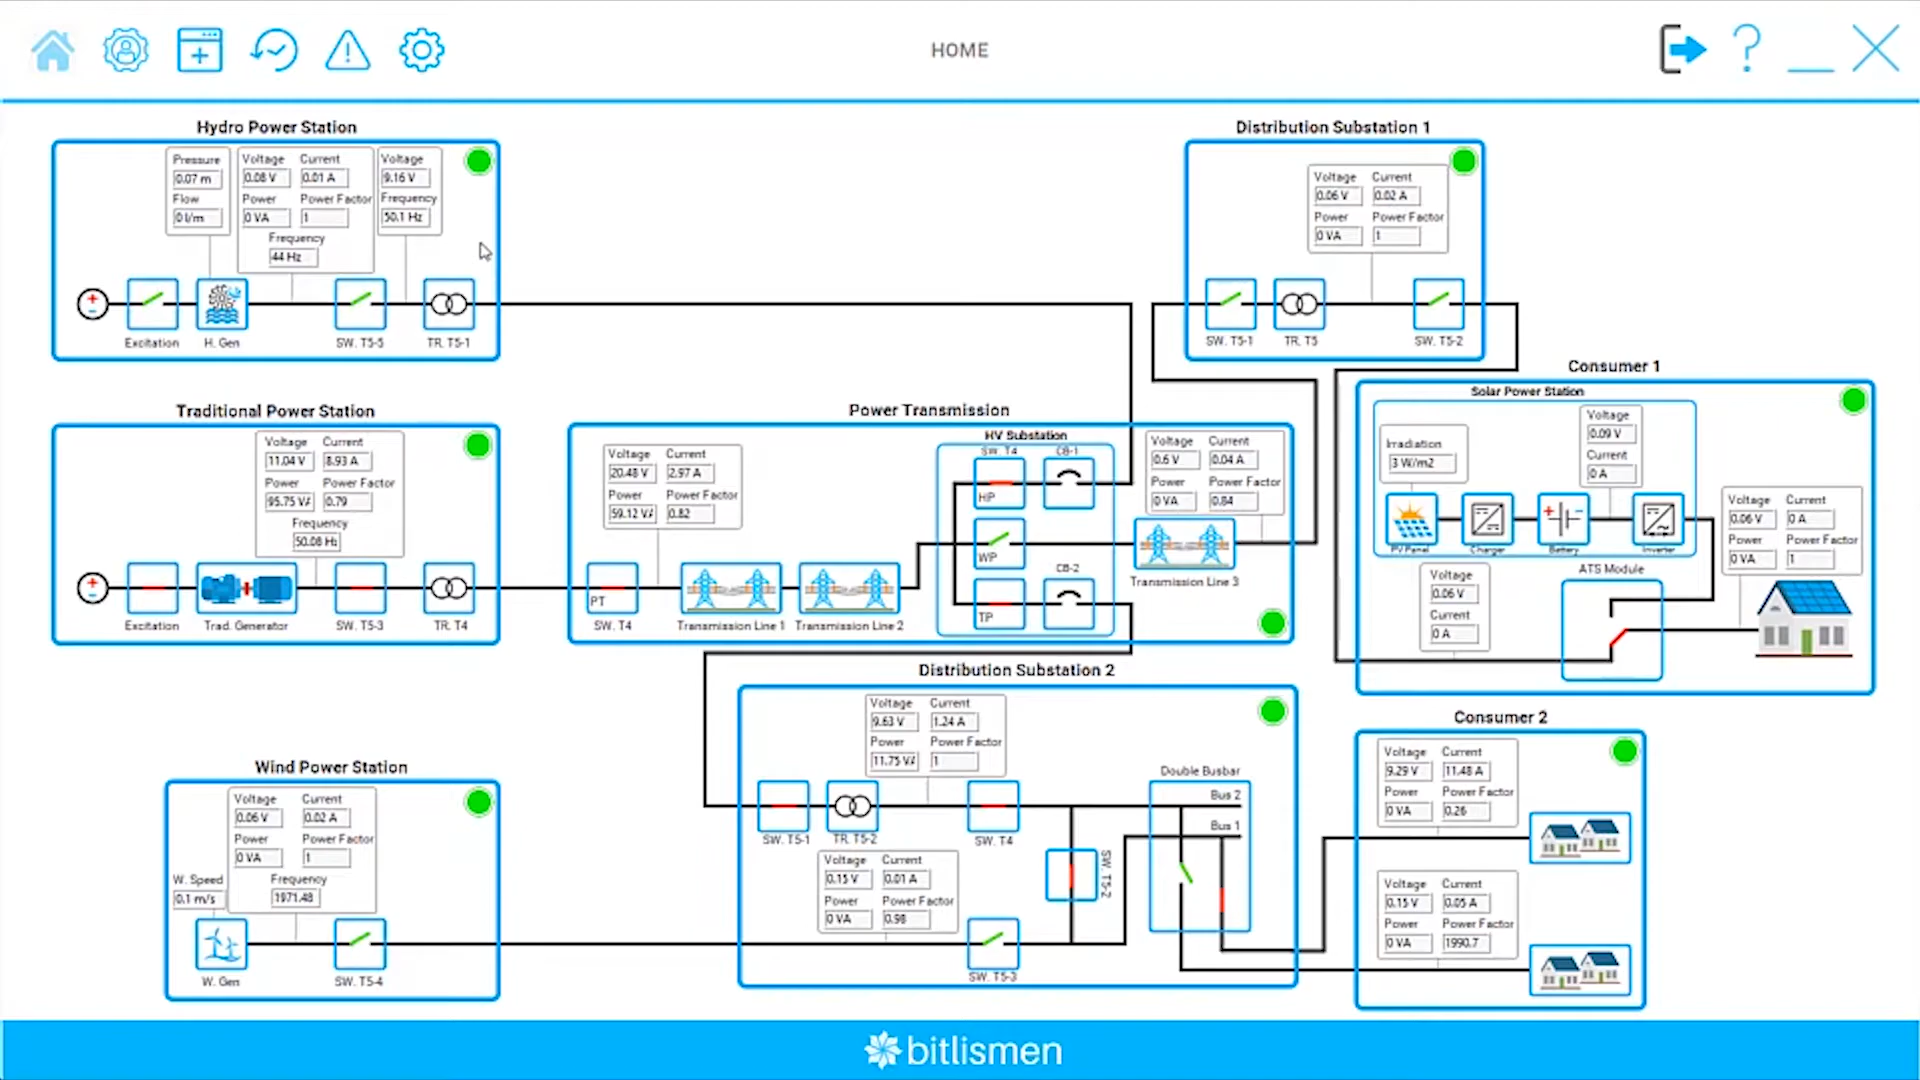 HOME
Hydro Power Station
Pressure
0.07 m
Flow
0 l/m
Voltage Current
0.08 V 0.01 A
Power Power Factor
0 VA 1
Frequency
44 Hz
Voltage
9.16 V
Frequency
50.1 Hz
Excitation H. Gen SW. T5-5 TR. T5-1
Distribution Substation 1
Voltage Current
0.06 V 0.02 A
Power Power Factor
0 VA 1
SW. T5-1 TR. T5 SW. T5-2
Traditional Power Station
Voltage Current
11.04 V 8.93 A
Power Power Factor
95.75 VA 0.79
Frequency
50.08 Hz
Excitation Trad. Generator SW. T5-3 TR. T4
Power Transmission
Voltage Current
20.48 V 2.97 A
Power Power Factor
59.12 VA 0.82
PT
SW. T4 Transmission Line 1 Transmission Line 2
HV Substation
SW. T4 CB-1
HP
WP
CB-2
TP
Voltage Current
0.6 V 0.04 A
Power Power Factor
0 VA 0.84
Transmission Line 3
Consumer 1
Solar Power Station
Irradiation
3 W/m2
Voltage
0.09 V
Current
0 A
PV Panel Charger Battery Inverter
Voltage Current
0.06 V 0 A
Power Power Factor
0 VA 1
Voltage
0.06 V
Current
0 A
ATS Module
Wind Power Station
Voltage Current
0.06 V 0.02 A
Power Power Factor
0 VA 1
Frequency
1971.48
W. Speed
0.1 m/s
W. Gen SW. T5-4
Distribution Substation 2
Voltage Current
9.63 V 1.24 A
Power Power Factor
11.75 VA 1
SW. T5-1 TR. T5-2 SW. T4
Voltage Current
0.15 V 0.01 A
Power Power Factor
0 VA 0.98
SW. T5-3
SW. T5-2
Double Busbar
Bus 2
Bus 1
Consumer 2
Voltage Current
9.29 V 11.48 A
Power Power Factor
0 VA 0.26
Voltage Current
0.15 V 0.05 A
Power Power Factor
0 VA 1990.7
bitlismen